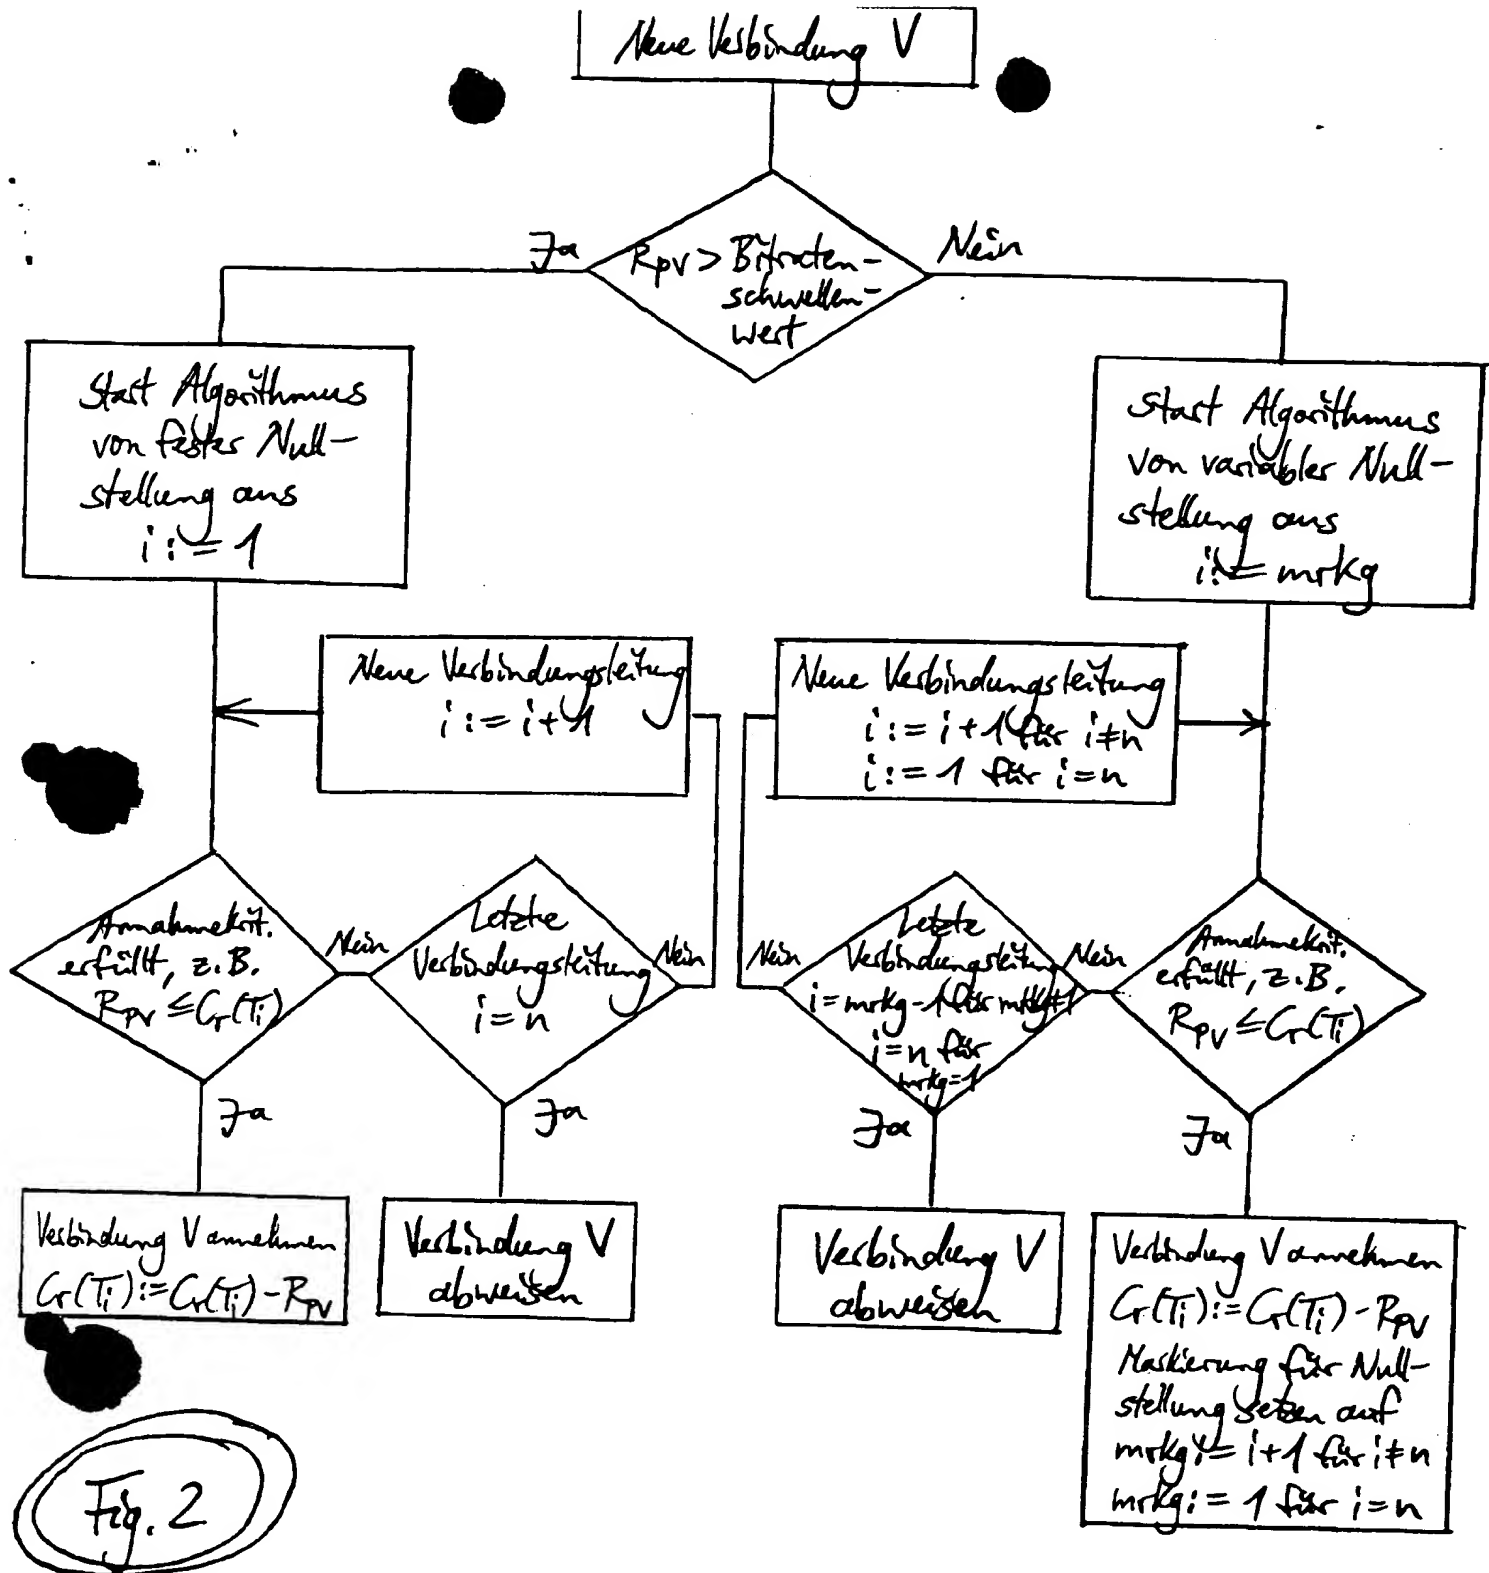 Neue Verbindung V
Rpv > Bitraten-
schwellen-
wert
Ja
Nein
Start Algorithmus
von fester Null-
stellung aus
i := 1
Start Algorithmus
von variabler Null-
stellung aus
i := mrkg
Neue Verbindungsleitung
i := i+1
Neue Verbindungsleitung
i := i+1 für i≠n
i := 1 für i=n
Annahmekrit.
erfüllt, z.B.
Rpv ≤ Cr(Ti)
Nein
Ja
Letzte
Verbindungsleitung
i = n
Nein
Ja
Nein
Letzte
Verbindungsleitung
i = mrkg-1 für mrkg≠1
i = n für
mrkg=1
Ja
Nein
Annahmekrit.
erfüllt, z.B.
Rpv ≤ Cr(Ti)
Ja
Verbindung V annehmen
Cr(Ti) := Cr(Ti) - Rpv
Verbindung V
abweisen
Verbindung V
abweisen
Verbindung V annehmen
Cr(Ti) := Cr(Ti) - Rpv
Markierung für Null-
stellung setzen auf
mrkg := i+1 für i≠n
mrkg := 1 für i=n
Fig. 2